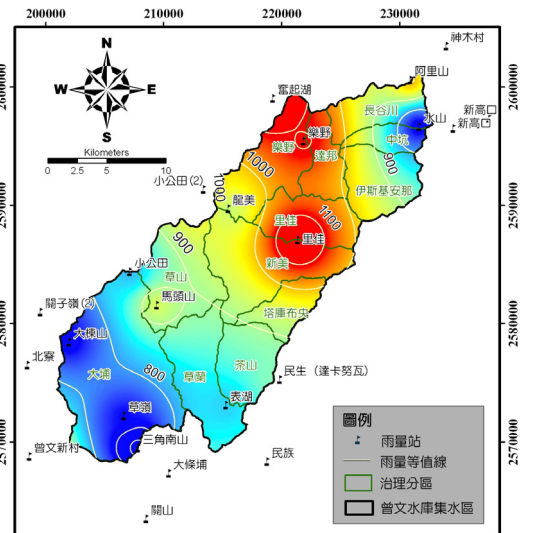 200000 210000 220000 230000
2600000
2600000
神木村
N
W E
S
阿里山
奮起湖
長谷川
新高口
水山
新高口
樂野
中坑
樂野
達邦
Kilometers
0 2.5 5 10
1000
900
小公田(2)
1000
伊斯基安那
龍美
2590000
2590000
里佳
1100
900
里佳
小公田
新美
草山
馬頭山
關子嶺(2)
塔庫布央
2580000
2580000
大棟山
北寮
茶山
大埔
800
草蘭
民生(達卡努瓦)
表湖
草嶺
圖例
三角南山
雨量站
曾文新村
民族
雨量等值線
2570000
2570000
大條埔
治理分區
曾文水庫集水區
關山